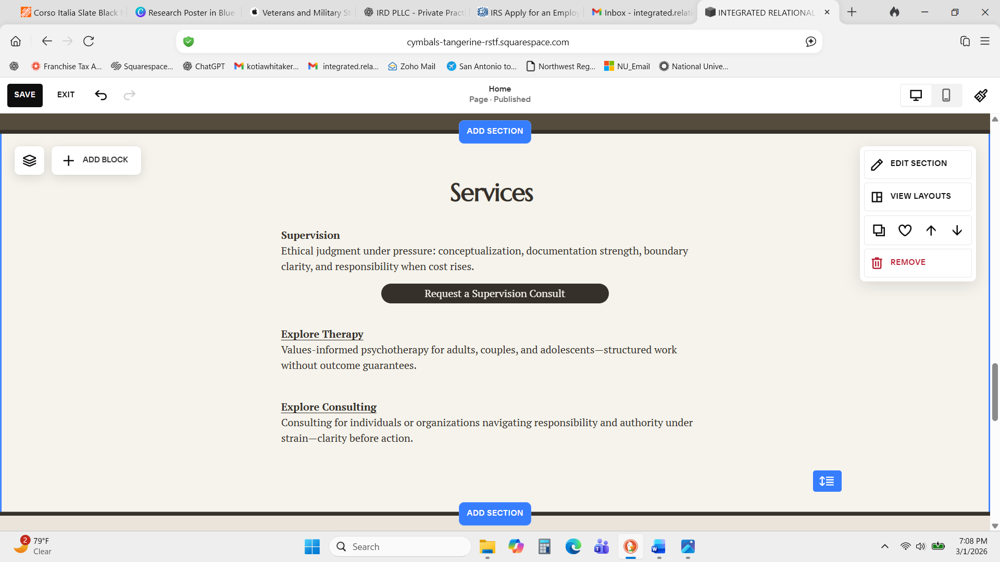 Corso Italia Slate Black
Research Poster in Blue
Veterans and Military St
IRD PLLC - Private Practi
IRS Apply for an Employ
Inbox - integrated.relati
INTEGRATED RELATIONAL
cymbals-tangerine-rstf.squarespace.com
Franchise Tax A...
Squarespace...
ChatGPT
kotiawhitaker...
integrated.rela...
Zoho Mail
San Antonio to...
Northwest Reg...
NU_Email
National Unive...
SAVE
EXIT
Home
Page · Published
ADD SECTION
ADD BLOCK
EDIT SECTION
VIEW LAYOUTS
REMOVE
Services
Supervision
Ethical judgment under pressure: conceptualization, documentation strength, boundary
clarity, and responsibility when cost rises.
Request a Supervision Consult
Explore Therapy
Values-informed psychotherapy for adults, couples, and adolescents—structured work
without outcome guarantees.
Explore Consulting
Consulting for individuals or organizations navigating responsibility and authority under
strain—clarity before action.
ADD SECTION
2
79°F
Clear
Search
7:08 PM
3/1/2026